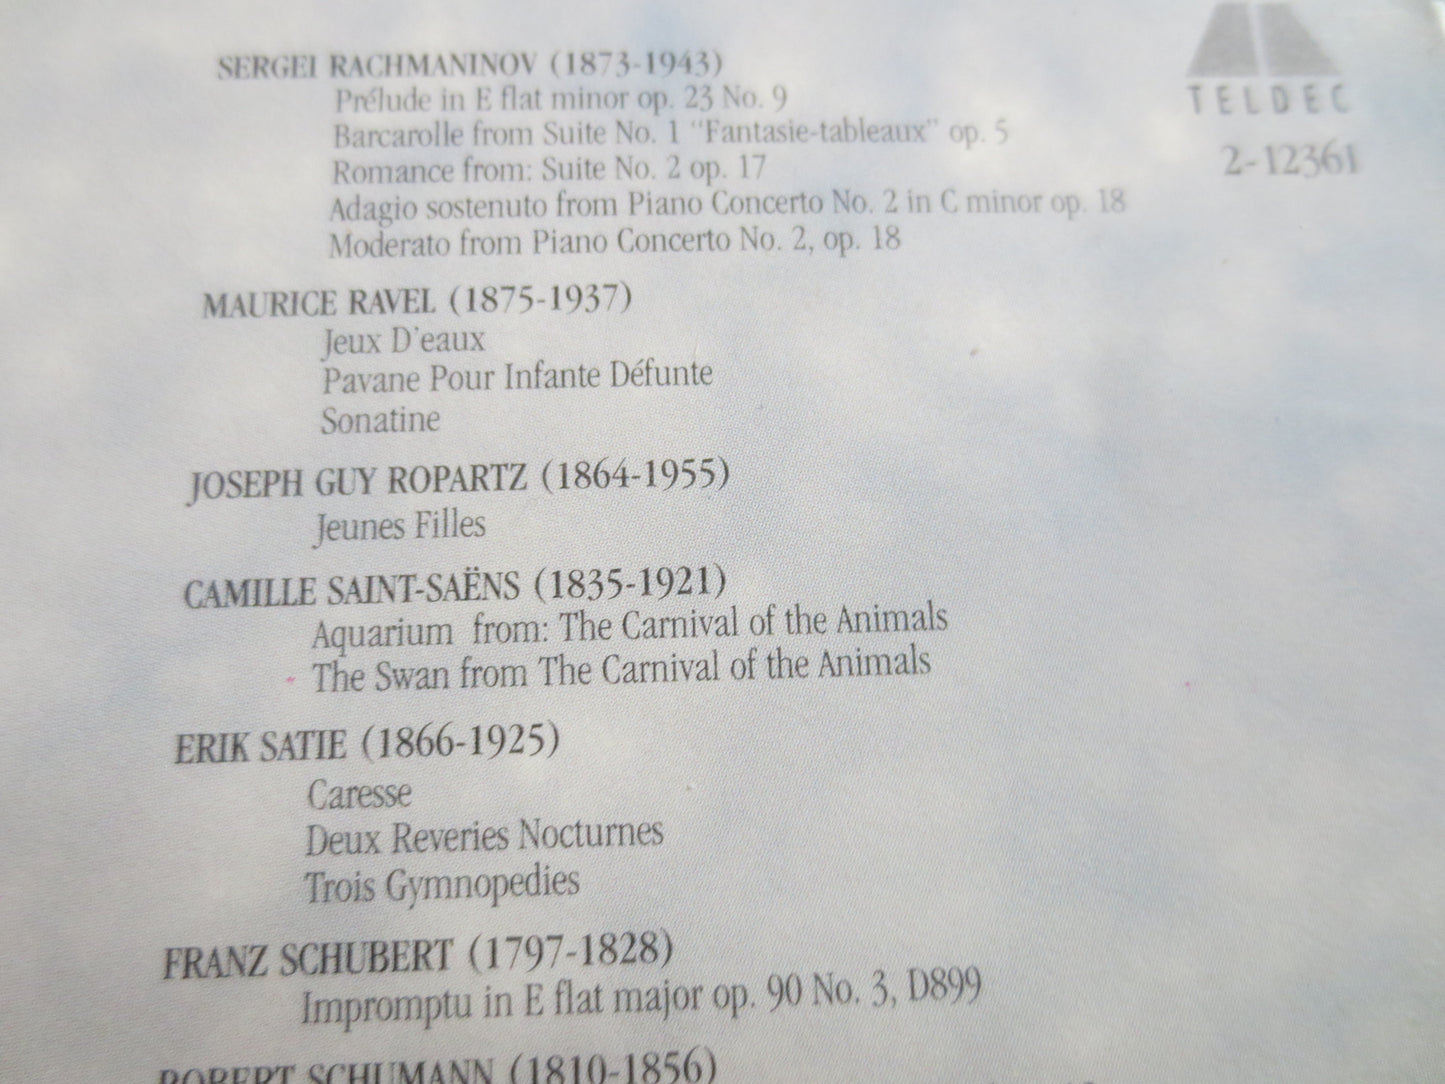 TELDEC
2-12361
SERGEI RACHMANINOV (1873-1943)
Prélude in E flat minor op. 23 No. 9
Barcarolle from Suite No. 1 "Fantasie-tableaux" op. 5
Romance from: Suite No. 2 op. 17
Adagio sostenuto from Piano Concerto No. 2 in C minor op. 18
Moderato from Piano Concerto No. 2, op. 18
MAURICE RAVEL (1875-1937)
Jeux D'eaux
Pavane Pour Infante Défunte
Sonatine
JOSEPH GUY ROPARTZ (1864-1955)
Jeunes Filles
CAMILLE SAINT-SAËNS (1835-1921)
Aquarium from: The Carnival of the Animals
The Swan from The Carnival of the Animals
ERIK SATIE (1866-1925)
Caresse
Deux Reveries Nocturnes
Trois Gymnopedies
FRANZ SCHUBERT (1797-1828)
Impromptu in E flat major op. 90 No. 3, D899
ROBERT SCHUMANN (1810-1856)